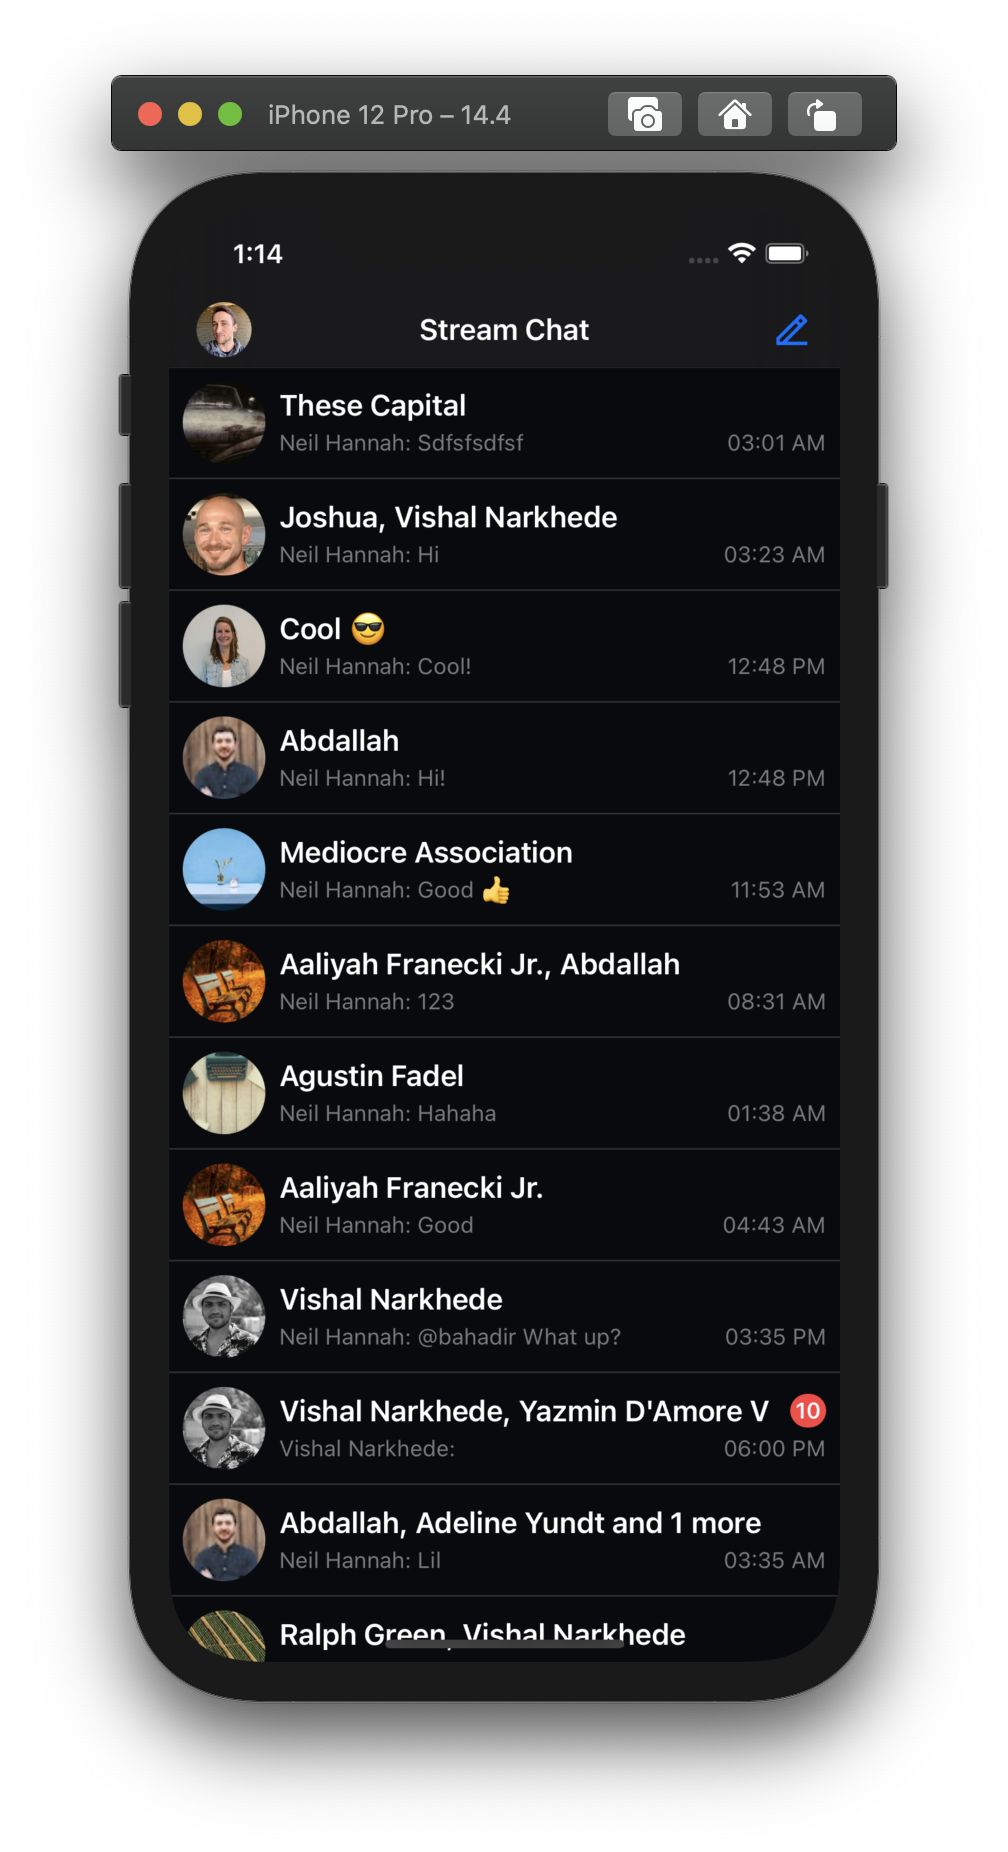 iPhone 12 Pro – 14.4
1:14
Stream Chat
These Capital
Neil Hannah: Sdfsfsdfsf 03:01 AM
Joshua, Vishal Narkhede
Neil Hannah: Hi 03:23 AM
Cool 😎
Neil Hannah: Cool! 12:48 PM
Abdallah
Neil Hannah: Hi! 12:48 PM
Mediocre Association
Neil Hannah: Good 👍 11:53 AM
Aaliyah Franecki Jr., Abdallah
Neil Hannah: 123 08:31 AM
Agustin Fadel
Neil Hannah: Hahaha 01:38 AM
Aaliyah Franecki Jr.
Neil Hannah: Good 04:43 AM
Vishal Narkhede
Neil Hannah: @bahadir What up? 03:35 PM
Vishal Narkhede, Yazmin D'Amore V 10
Vishal Narkhede: 06:00 PM
Abdallah, Adeline Yundt and 1 more
Neil Hannah: Lil 03:35 AM
Ralph Green, Vishal Narkhede